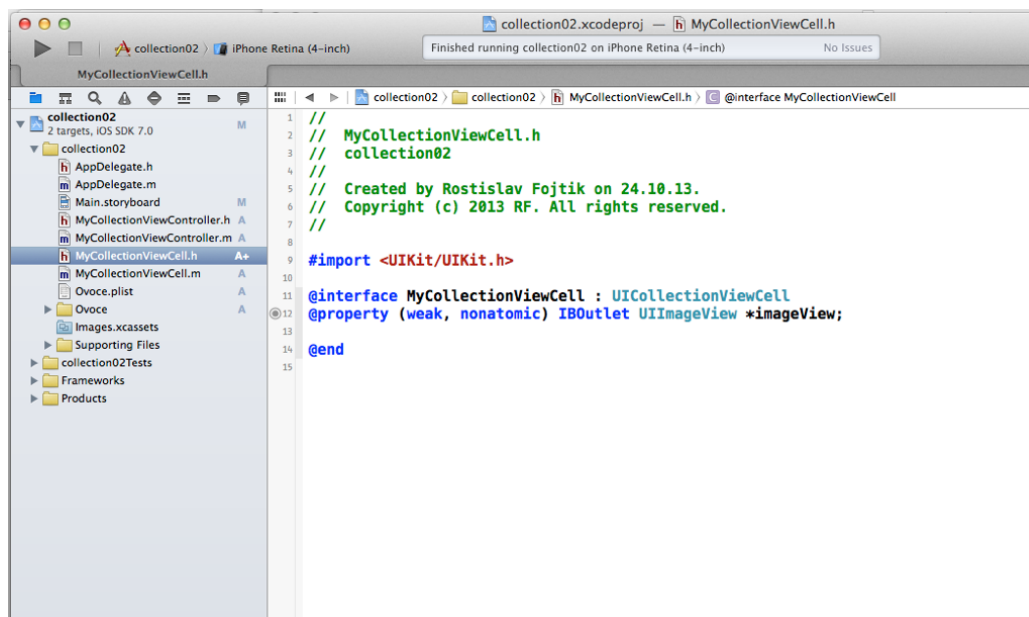 collection02.xcodeproj — MyCollectionViewCell.h
collection02 〉 iPhone Retina (4-inch)
Finished running collection02 on iPhone Retina (4-inch) No Issues
MyCollectionViewCell.h
collection02 〉 collection02 〉 MyCollectionViewCell.h 〉 @interface MyCollectionViewCell
collection02 M
2 targets, iOS SDK 7.0
collection02
AppDelegate.h
AppDelegate.m
Main.storyboard M
MyCollectionViewController.h A
MyCollectionViewController.m A
MyCollectionViewCell.h A+
MyCollectionViewCell.m A
Ovoce.plist A
Ovoce A
Images.xcassets
Supporting Files
collection02Tests
Frameworks
Products
1 //
2 //  MyCollectionViewCell.h
3 //  collection02
4 //
5 //  Created by Rostislav Fojtik on 24.10.13.
6 //  Copyright (c) 2013 RF. All rights reserved.
7 //
8
9 #import <UIKit/UIKit.h>
10
11 @interface MyCollectionViewCell : UICollectionViewCell
12 @property (weak, nonatomic) IBOutlet UIImageView *imageView;
13
14 @end
15